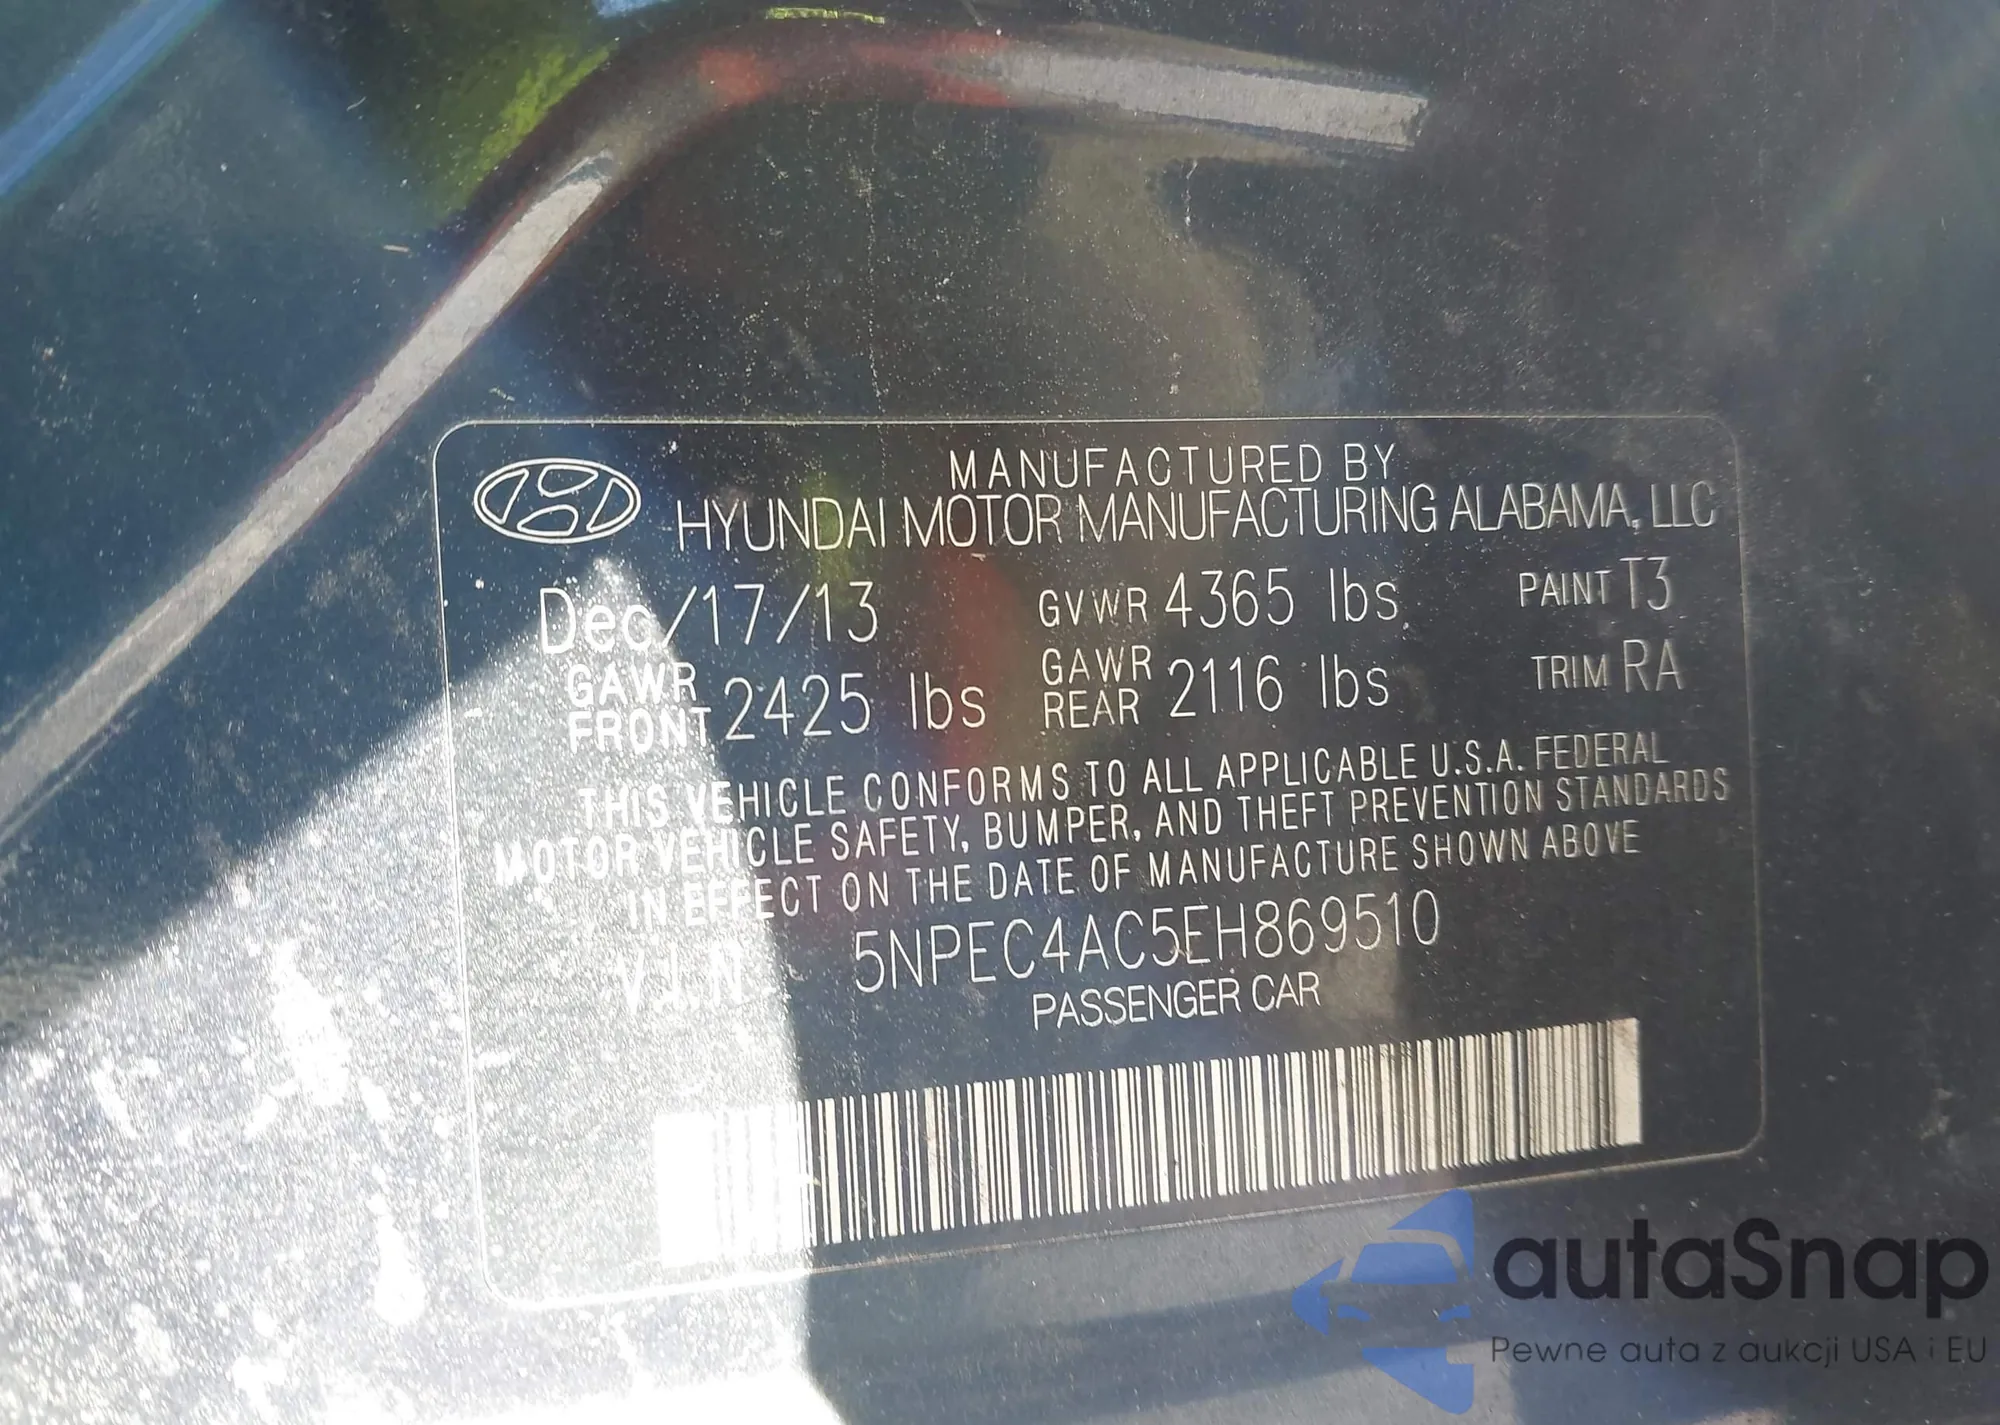 MANUFACTURED BY
HYUNDAI MOTOR MANUFACTURING ALABAMA, LLC
Dec/17/13 GVWR 4365 lbs PAINT T3
GAWR FRONT 2425 lbs GAWR REAR 2116 lbs TRIM RA
THIS VEHICLE CONFORMS TO ALL APPLICABLE U.S.A. FEDERAL
MOTOR VEHICLE SAFETY, BUMPER, AND THEFT PREVENTION STANDARDS
IN EFFECT ON THE DATE OF MANUFACTURE SHOWN ABOVE
V.I.N 5NPEC4AC5EH869510
PASSENGER CAR
autaSnap
Pewne auta z aukcji USA i EU